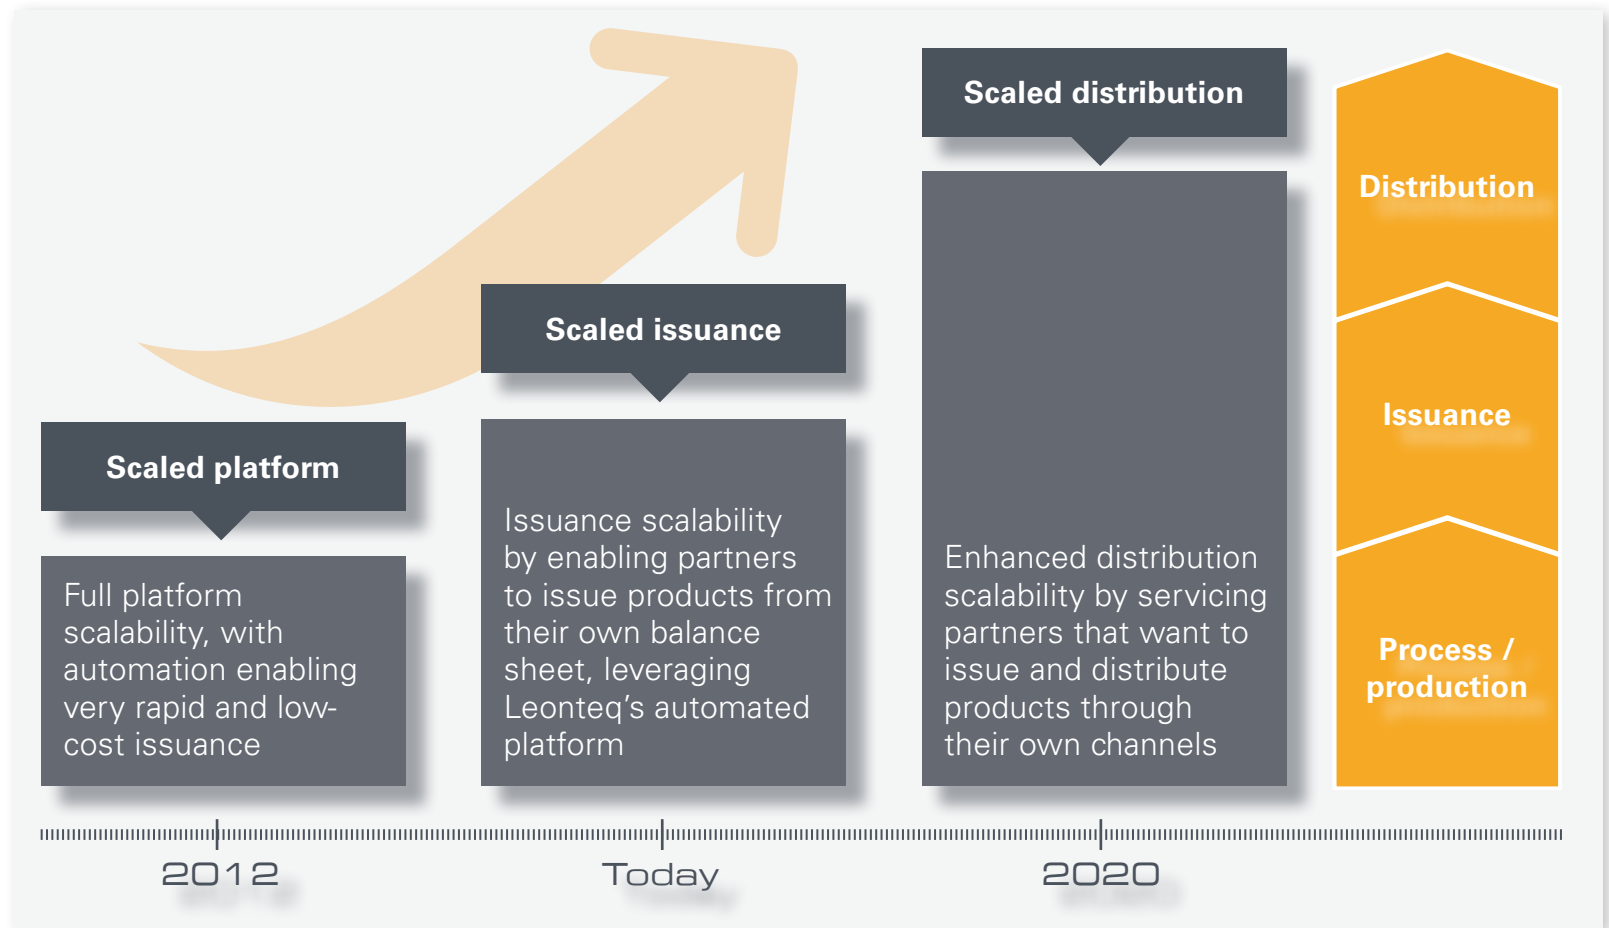 Scaled platform
Full platform
scalability, with
automation enabling
very rapid and low-
cost issuance
Scaled issuance
Issuance scalability
by enabling partners
to issue products from
their own balance
sheet, leveraging
Leonteq's automated
platform
Scaled distribution
Enhanced distribution
scalability by servicing
partners that want to
issue and distribute
products through
their own channels
Distribution
Issuance
Process /
production
2012
Today
2020